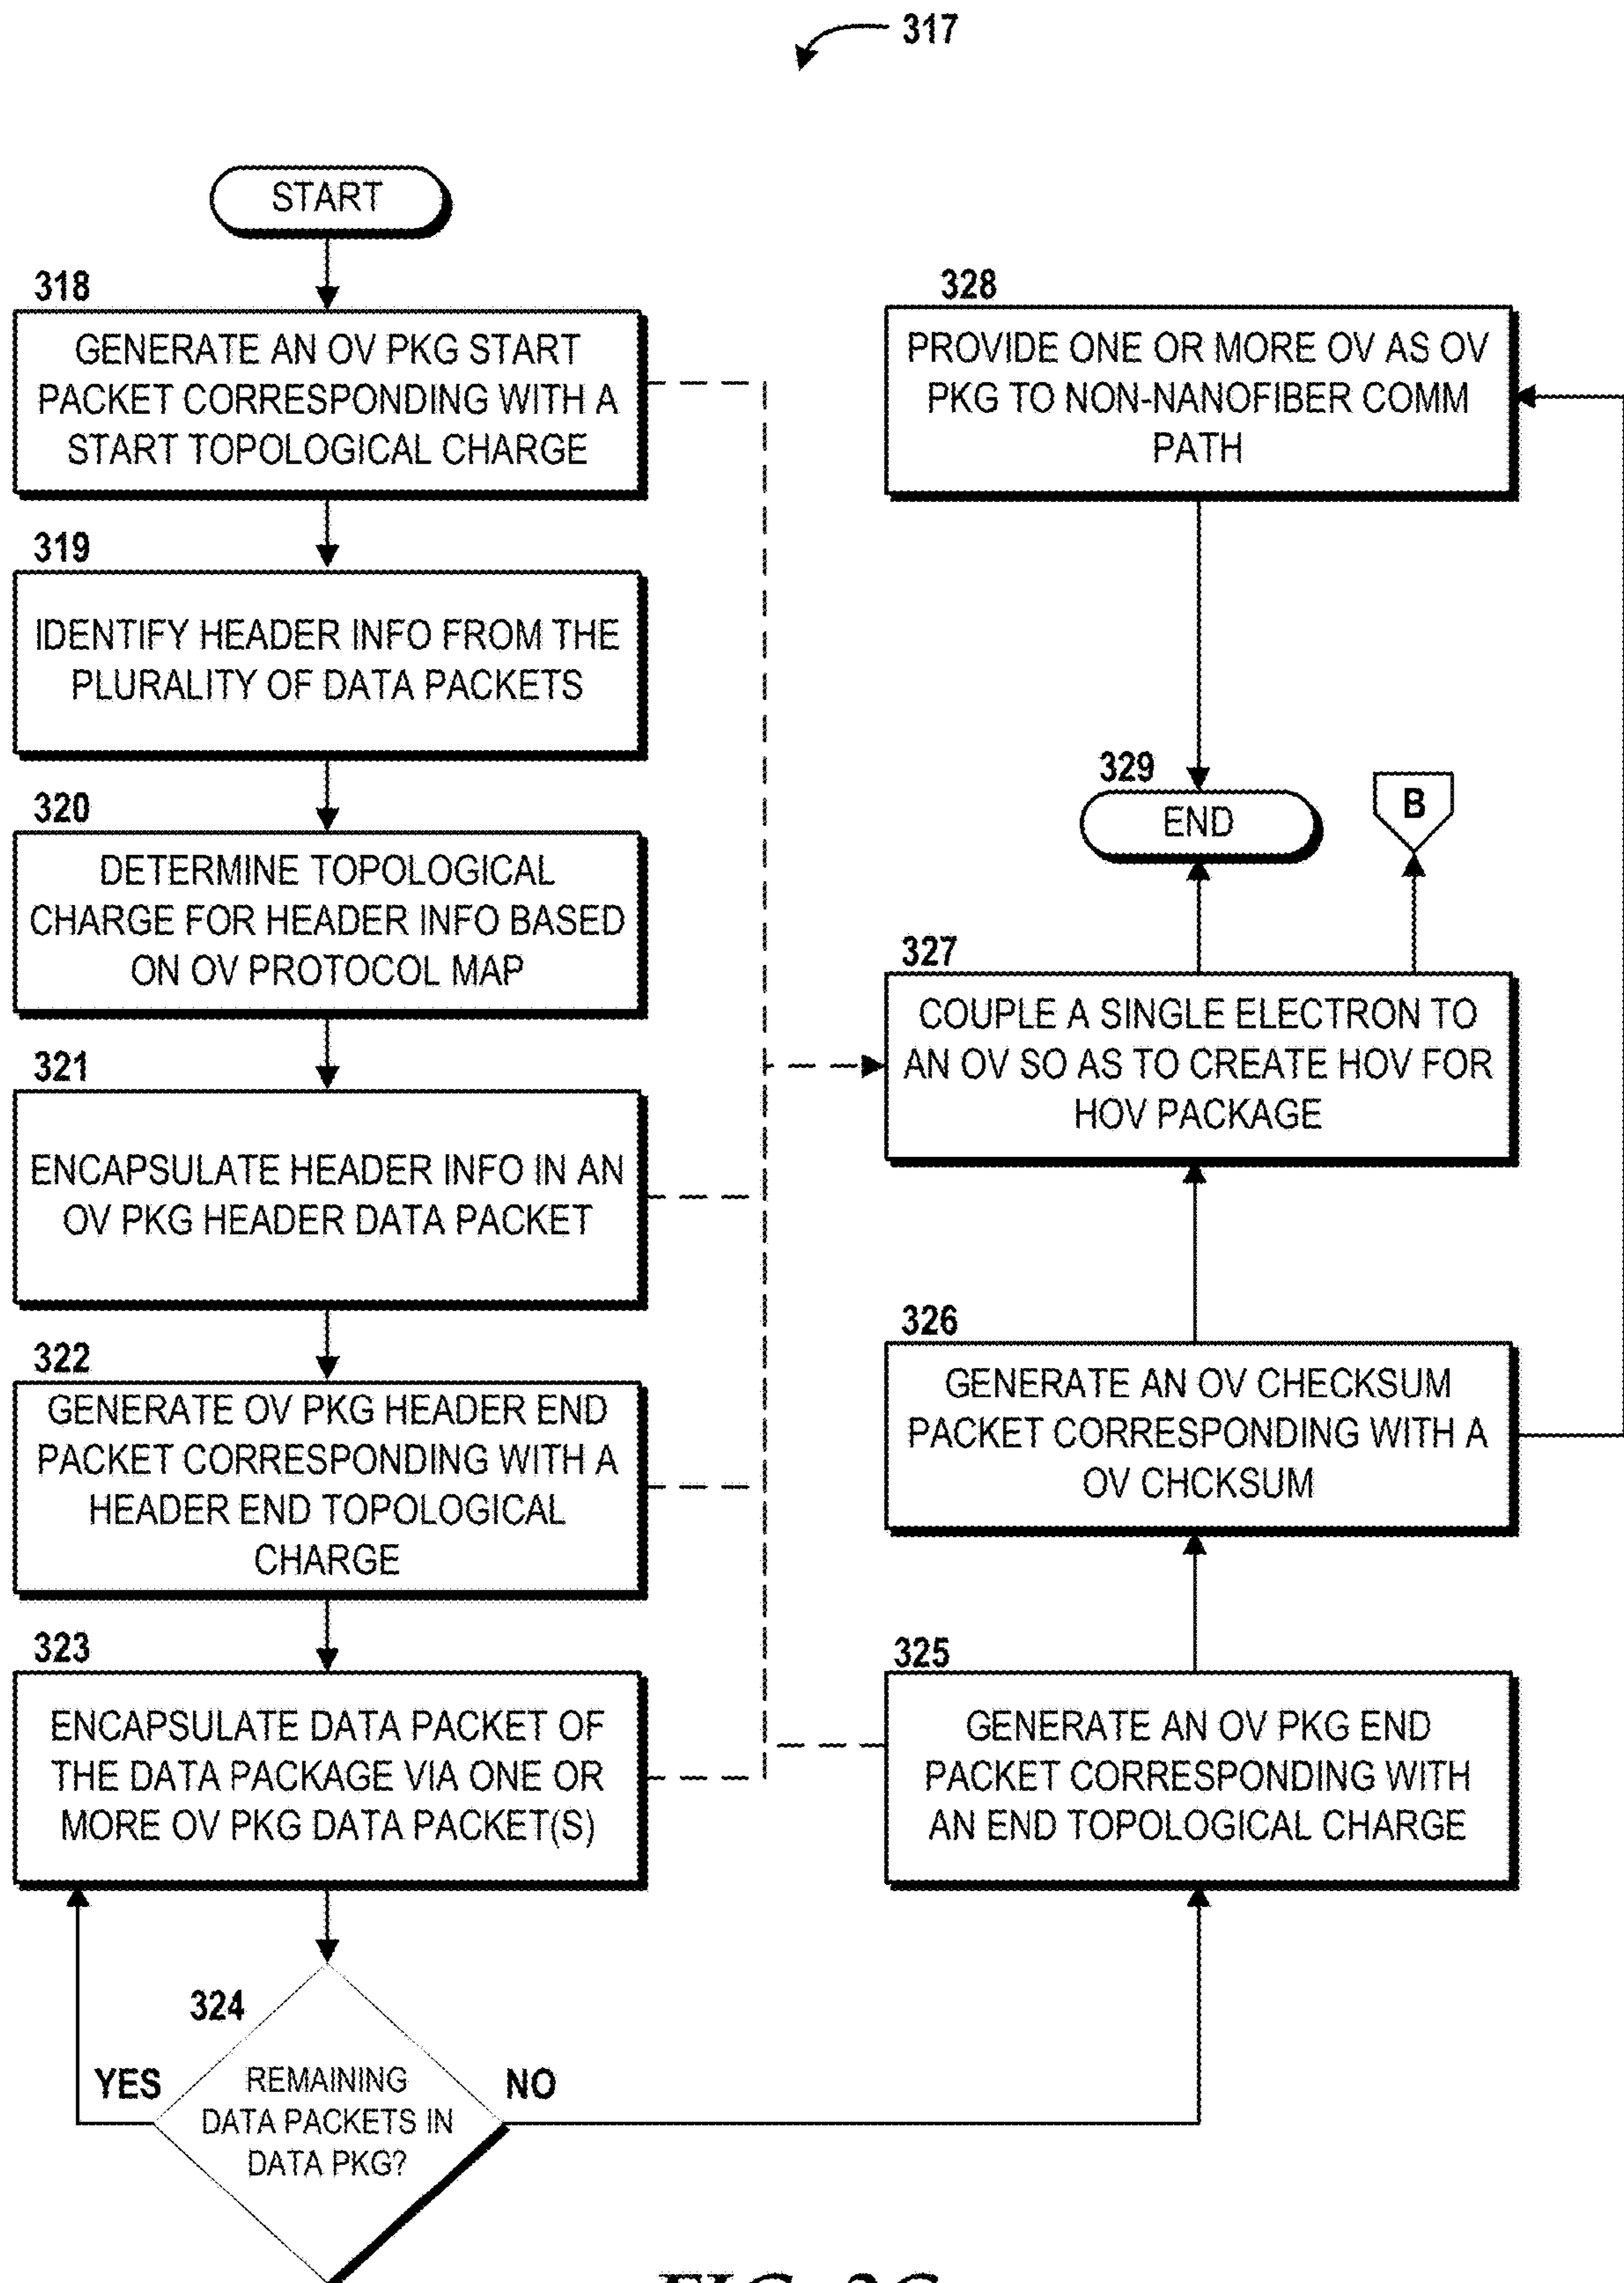 317
START
318
GENERATE AN OV PKG START
PACKET CORRESPONDING WITH A
START TOPOLOGICAL CHARGE
319
IDENTIFY HEADER INFO FROM THE
PLURALITY OF DATA PACKETS
320
DETERMINE TOPOLOGICAL
CHARGE FOR HEADER INFO BASED
ON OV PROTOCOL MAP
321
ENCAPSULATE HEADER INFO IN AN
OV PKG HEADER DATA PACKET
322
GENERATE OV PKG HEADER END
PACKET CORRESPONDING WITH A
HEADER END TOPOLOGICAL
CHARGE
323
ENCAPSULATE DATA PACKET OF
THE DATA PACKAGE VIA ONE OR
MORE OV PKG DATA PACKET(S)
324
YES
REMAINING
DATA PACKETS IN
DATA PKG?
NO
328
PROVIDE ONE OR MORE OV AS OV
PKG TO NON-NANOFIBER COMM
PATH
329
END
B
327
COUPLE A SINGLE ELECTRON TO
AN OV SO AS TO CREATE HOV FOR
HOV PACKAGE
326
GENERATE AN OV CHECKSUM
PACKET CORRESPONDING WITH A
OV CHCKSUM
325
GENERATE AN OV PKG END
PACKET CORRESPONDING WITH
AN END TOPOLOGICAL CHARGE